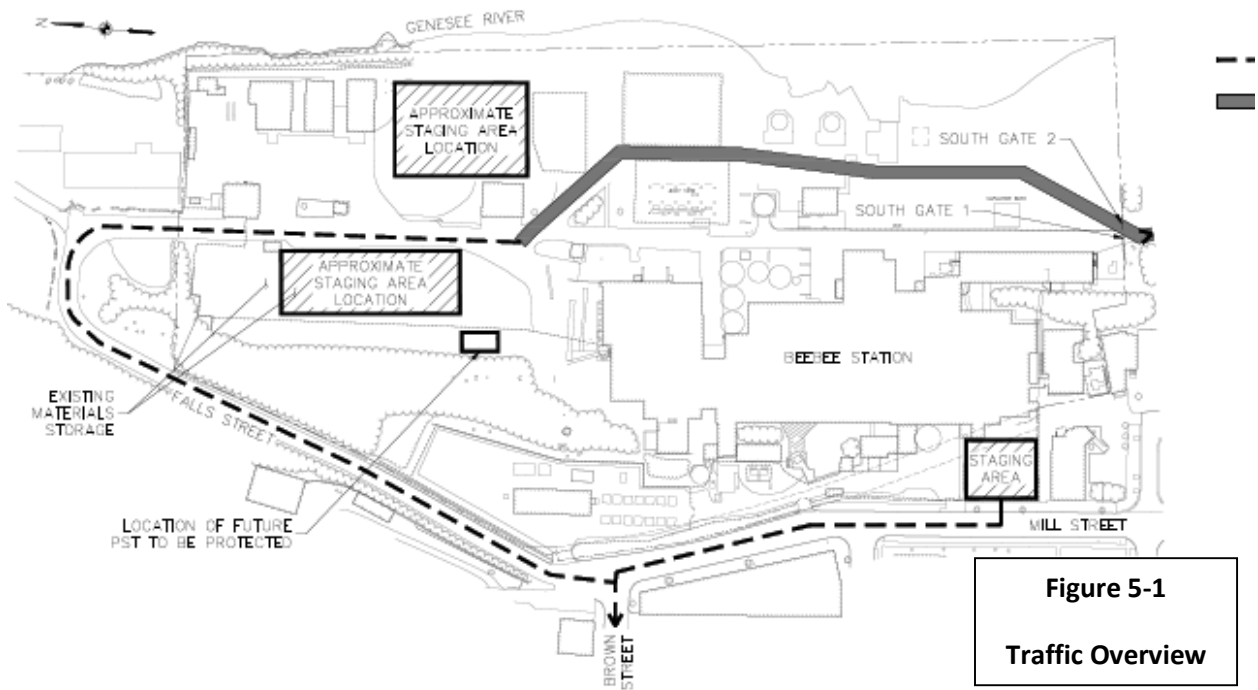 N
GENESEE RIVER
APPROXIMATE
STAGING AREA
LOCATION
SOUTH GATE 2
SOUTH GATE 1
APPROXIMATE
STAGING AREA
LOCATION
BEEBEE STATION
EXISTING
MATERIALS
STORAGE
FALLS STREET
STAGING
AREA
LOCATION OF FUTURE
PST TO BE PROTECTED
MILL STREET
BROWN
STREET
Figure 5-1
Traffic Overview